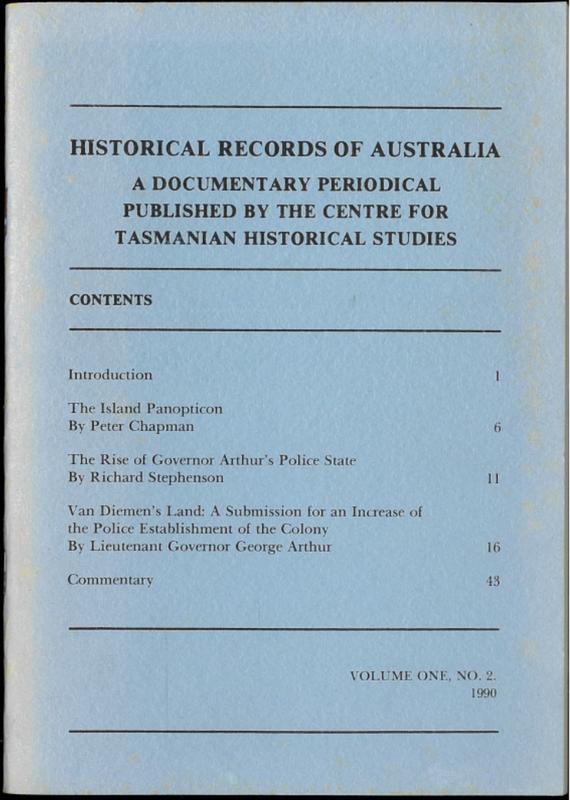 HISTORICAL RECORDS OF AUSTRALIA
A DOCUMENTARY PERIODICAL
PUBLISHED BY THE CENTRE FOR
TASMANIAN HISTORICAL STUDIES
CONTENTS
Introduction 1
The Island Panopticon
By Peter Chapman 6
The Rise of Governor Arthur's Police State
By Richard Stephenson 11
Van Diemen's Land: A Submission for an Increase of
the Police Establishment of the Colony
By Lieutenant Governor George Arthur 16
Commentary 43
VOLUME ONE, NO. 2.
1990